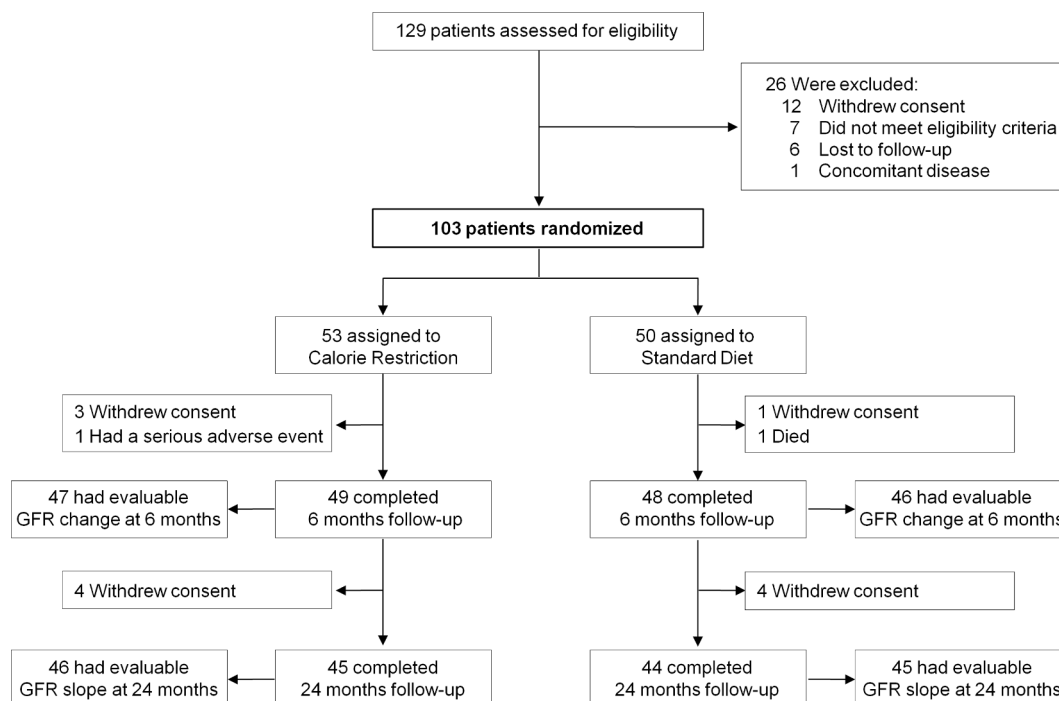 129 patients assessed for eligibility
26 Were excluded:
12 Withdrew consent
7 Did not meet eligibility criteria
6 Lost to follow-up
1 Concomitant disease
103 patients randomized
53 assigned to
Calorie Restriction
50 assigned to
Standard Diet
3 Withdrew consent
1 Had a serious adverse event
1 Withdrew consent
1 Died
47 had evaluable
GFR change at 6 months
49 completed
6 months follow-up
48 completed
6 months follow-up
46 had evaluable
GFR change at 6 months
4 Withdrew consent
4 Withdrew consent
46 had evaluable
GFR slope at 24 months
45 completed
24 months follow-up
44 completed
24 months follow-up
45 had evaluable
GFR slope at 24 months